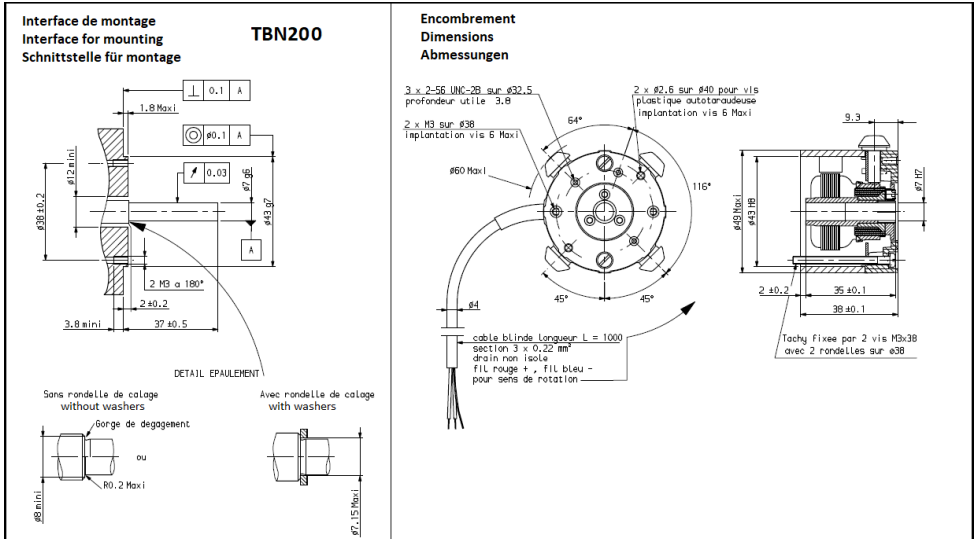 Interface de montage
Interface for mounting
Schnittstelle für montage
TBN200
⊥ 0.1 A
1.8 Maxi
◎ ø0.1 A
ø12 mini
↗ 0.03
ø7 g6
ø38 ±0.2
ø43 g7
A
2 M3 a 180°
2 ±0.2
3.8 mini
37 ±0.5
DETAIL EPAULEMENT
Sans rondelle de calage
without washers
Avec rondelle de calage
with washers
Gorge de degagement
ou
R0.2 Maxi
ø8 mini
ø7.15 Maxi
Encombrement
Dimensions
Abmessungen
3 x 2-56 UNC-2B sur ø32.5
profondeur utile 3.8
2 x ø2.6 sur ø40 pour vis
plastique autotaraudeuse
implantation vis 6 Maxi
2 x M3 sur ø38
implantation vis 6 Maxi
64°
ø60 Maxi
116°
45°
45°
ø4
cable blinde longueur L = 1000
section 3 x 0.22 mm²
drain non isole
fil rouge + , fil bleu -
pour sens de rotation
9.3
ø49 Maxi
ø43 H8
ø7 H7
2 ±0.2
35 ±0.1
38 ±0.1
Tachy fixee par 2 vis M3x38
avec 2 rondelles sur ø38